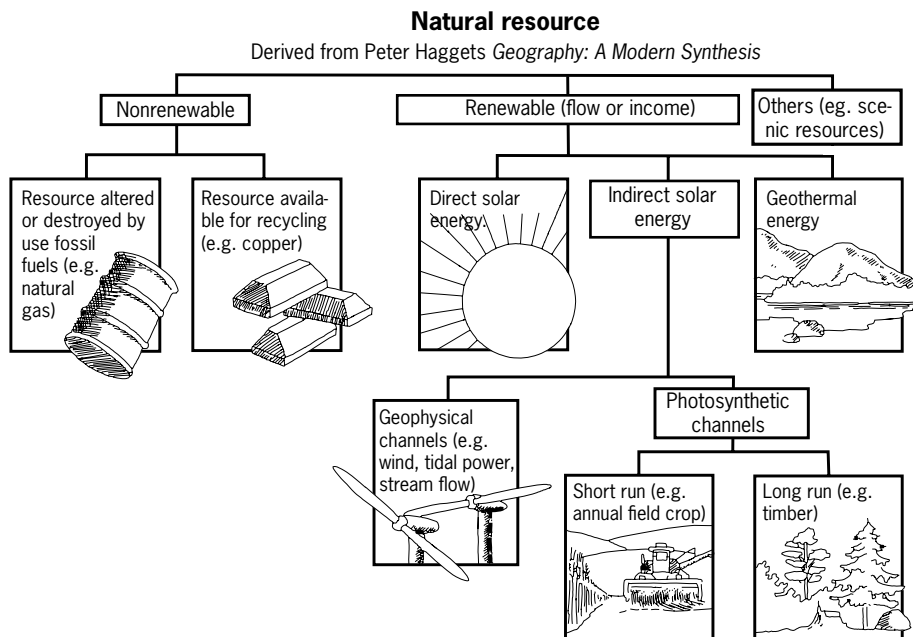 Natural resource
Derived from Peter Haggets Geography: A Modern Synthesis
Nonrenewable
Renewable (flow or income)
Others (eg. sce-
nic resources)
Resource altered
or destroyed by
use fossil
fuels (e.g.
natural
gas)
Resource availa-
ble for recycling
(e.g. copper)
Direct solar
energy.
Indirect solar
energy
Geothermal
energy
Geophysical
channels (e.g.
wind, tidal power,
stream flow)
Photosynthetic
channels
Short run (e.g.
annual field crop)
Long run (e.g.
timber)